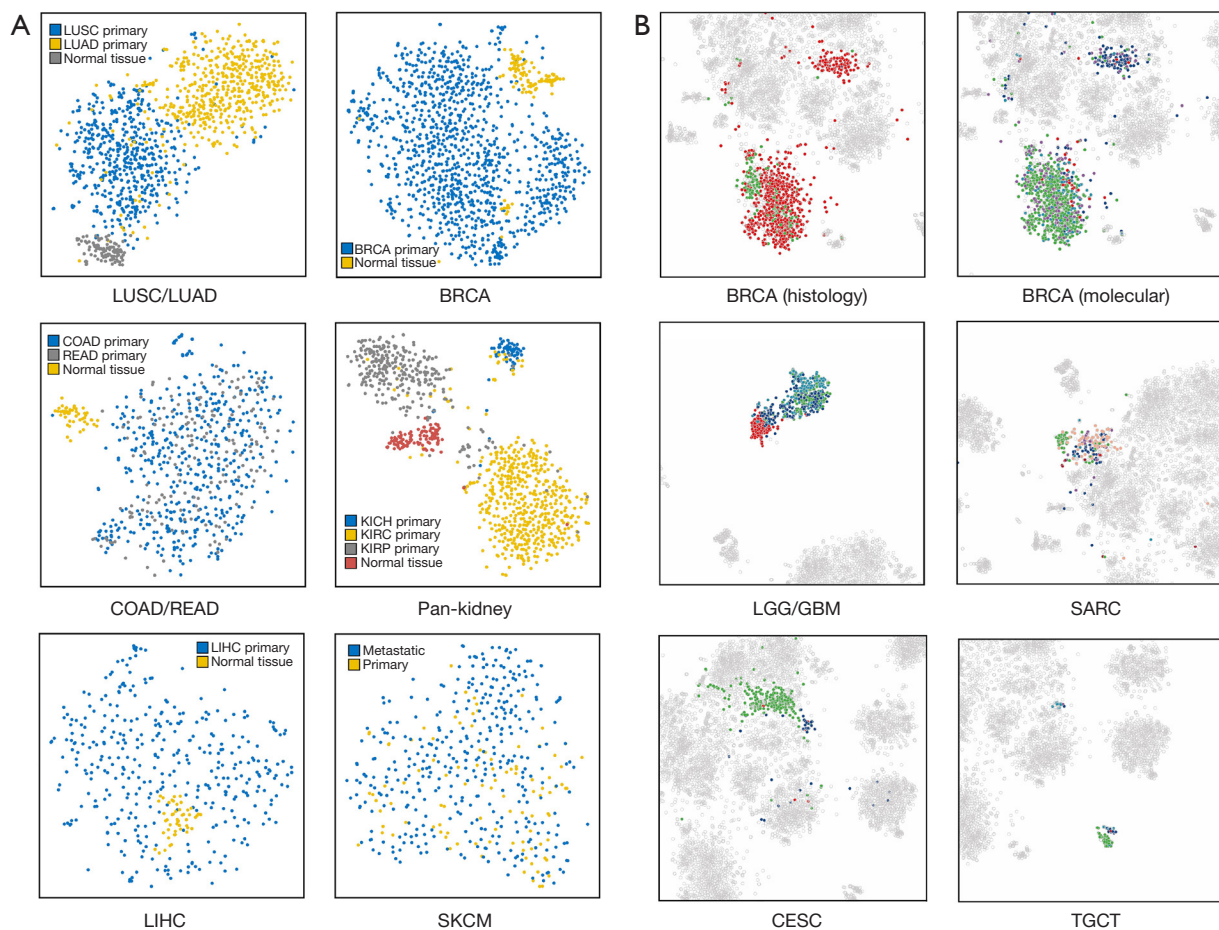 A
LUSC primary
LUAD primary
Normal tissue
LUSC/LUAD
BRCA primary
Normal tissue
BRCA
COAD primary
READ primary
Normal tissue
COAD/READ
KICH primary
KIRC primary
KIRP primary
Normal tissue
Pan-kidney
LIHC primary
Normal tissue
LIHC
Metastatic
Primary
SKCM
B
BRCA (histology)
BRCA (molecular)
LGG/GBM
SARC
CESC
TGCT